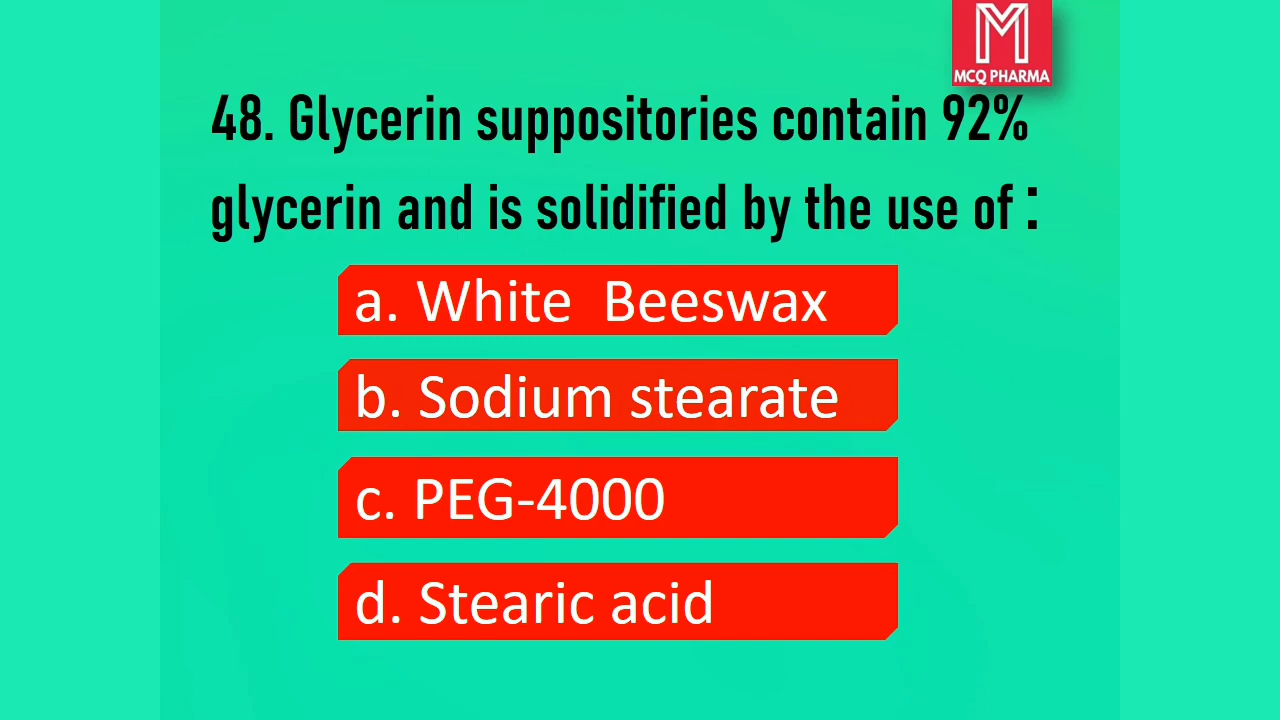 MCQ PHARMA
48. Glycerin suppositories contain 92%
glycerin and is solidified by the use of :
a. White Beeswax
b. Sodium stearate
c. PEG-4000
d. Stearic acid